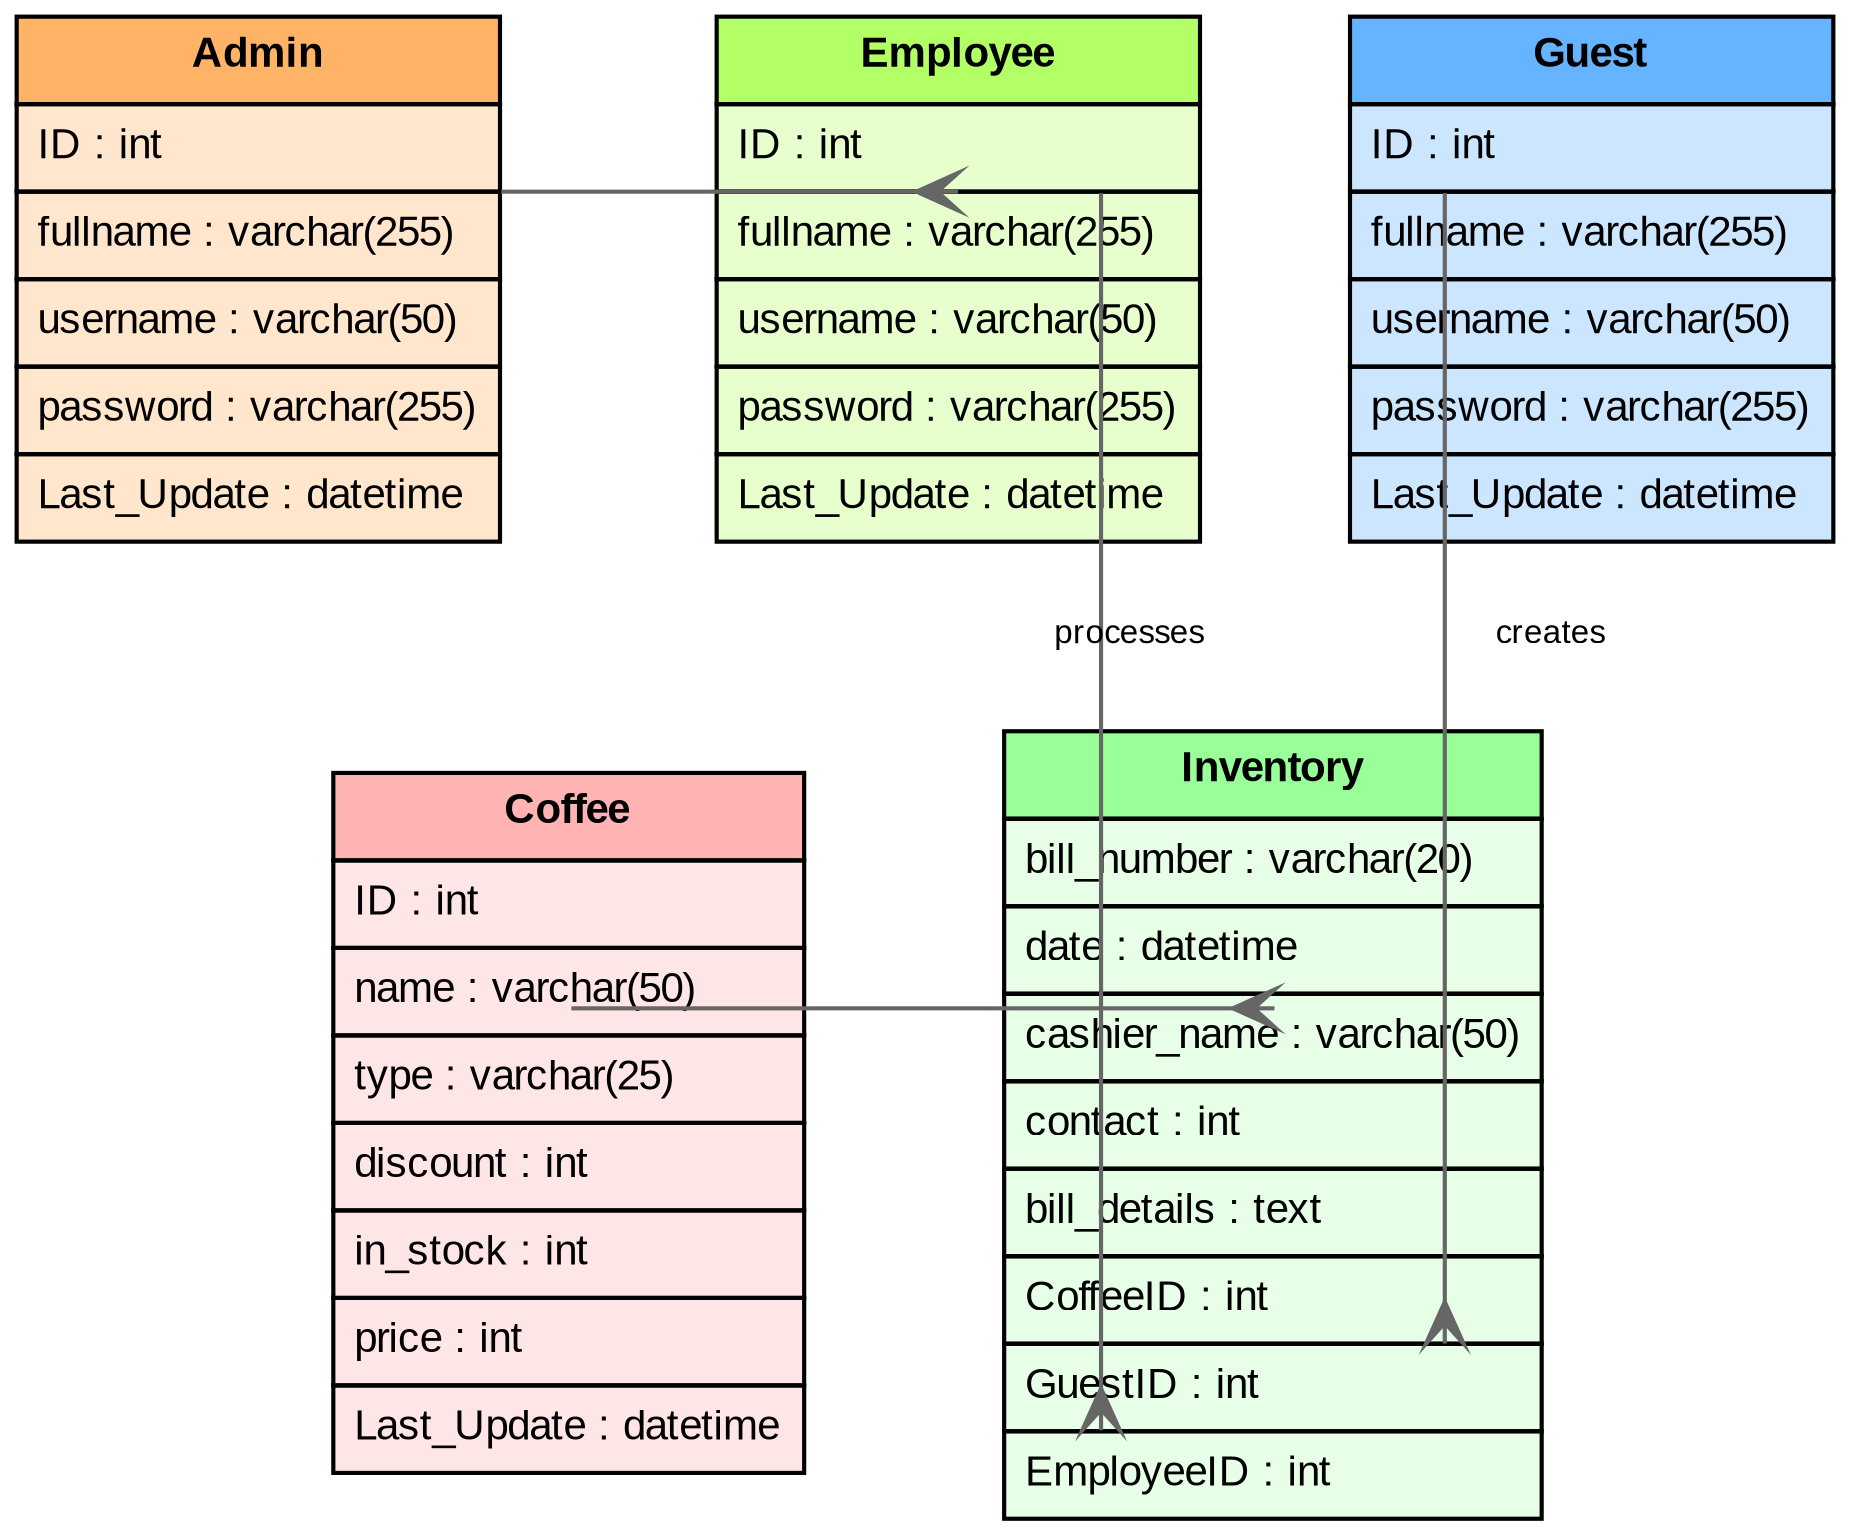 Admin
ID : int
fullname : varchar(255)
username : varchar(50)
password : varchar(255)
Last_Update : datetime
Employee
ID : int
fullname : varchar(255)
username : varchar(50)
password : varchar(255)
Last_Update : datetime
Guest
ID : int
fullname : varchar(255)
username : varchar(50)
password : varchar(255)
Last_Update : datetime
processes
creates
Coffee
ID : int
name : varchar(50)
type : varchar(25)
discount : int
in_stock : int
price : int
Last_Update : datetime
Inventory
bill_number : varchar(20)
date : datetime
cashier_name : varchar(50)
contact : int
bill_details : text
CoffeeID : int
GuestID : int
EmployeeID : int